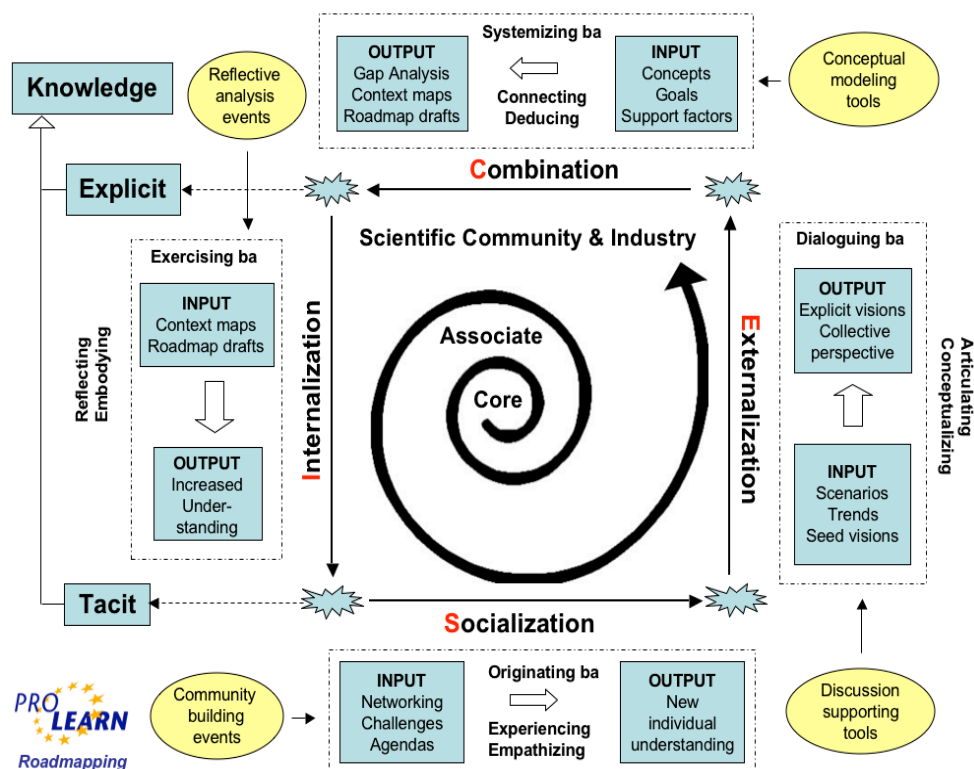 Knowledge
Reflective
analysis
events
OUTPUT
Gap Analysis
Context maps
Roadmap drafts
Systemizing ba
Connecting
Deducing
INPUT
Concepts
Goals
Support factors
Conceptual
modeling
tools
Explicit
Combination
Exercising ba
INPUT
Context maps
Roadmap drafts
OUTPUT
Increased
Under-
standing
Reflecting
Embodying
Internalization
Scientific Community & Industry
Associate
Core
Externalization
Dialoguing ba
OUTPUT
Explicit visions
Collective
perspective
INPUT
Scenarios
Trends
Seed visions
Articulating
Conceptualizing
Tacit
Socialization
PRO
LEARN
Roadmapping
Community
building
events
INPUT
Networking
Challenges
Agendas
Originating ba
Experiencing
Empathizing
OUTPUT
New
individual
understanding
Discussion
supporting
tools